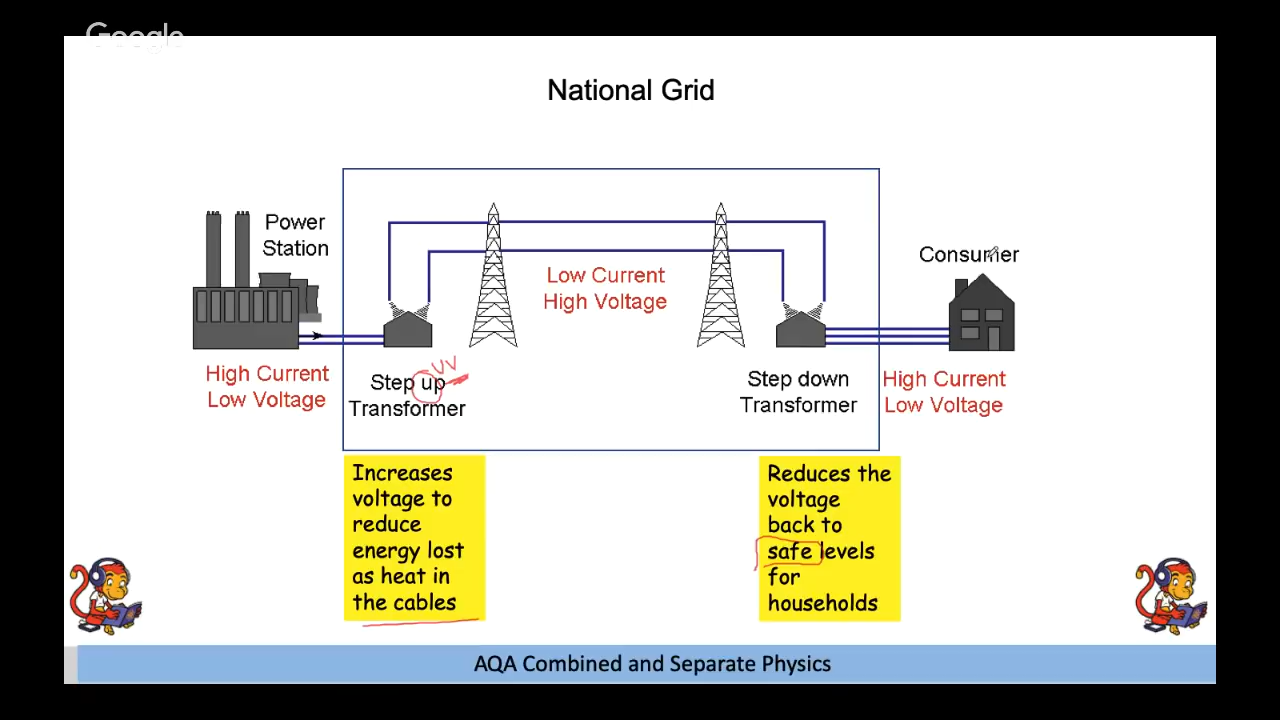 Google
National Grid
Power
Station
Consumer
Low Current
High Voltage
High Current
Low Voltage
Step up
Transformer
Step down
Transformer
High Current
Low Voltage
Increases
voltage to
reduce
energy lost
as heat in
the cables
Reduces the
voltage
back to
safe levels
for
households
AQA Combined and Separate Physics